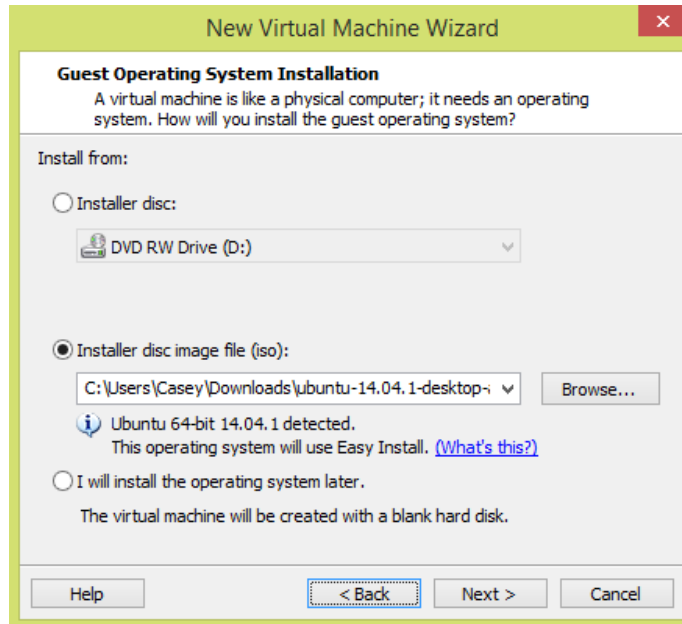 New Virtual Machine Wizard
Guest Operating System Installation
A virtual machine is like a physical computer; it needs an operating
system. How will you install the guest operating system?
Install from:
Installer disc:
DVD RW Drive (D:)
Installer disc image file (iso):
C:\Users\Casey\Downloads\ubuntu-14.04.1-desktop-
Browse...
Ubuntu 64-bit 14.04.1 detected.
This operating system will use Easy Install. (What's this?)
I will install the operating system later.
The virtual machine will be created with a blank hard disk.
Help
< Back
Next >
Cancel